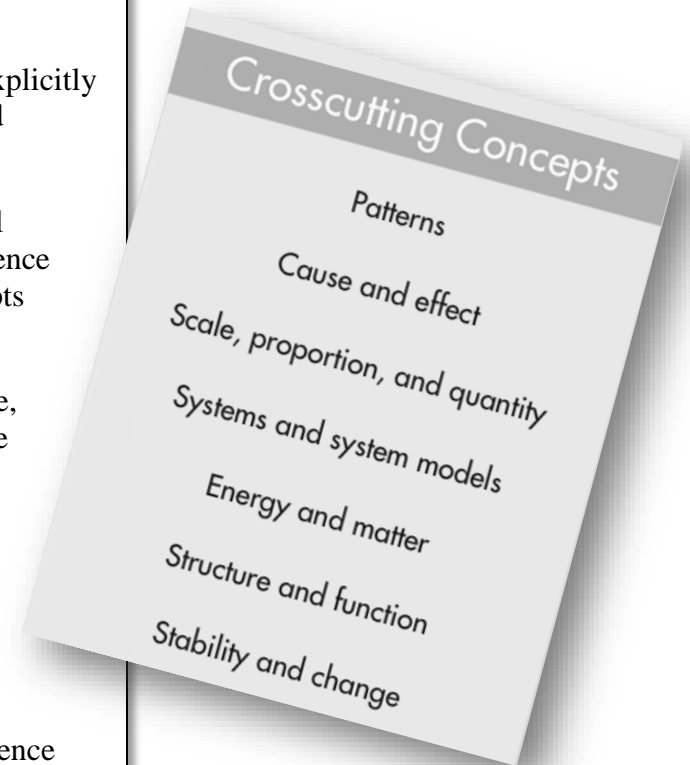 xplicitly
ence
e,
ence
Crosscutting Concepts
Patterns
Cause and effect
Scale, proportion, and quantity
Systems and system models
Energy and matter
Structure and function
Stability and change